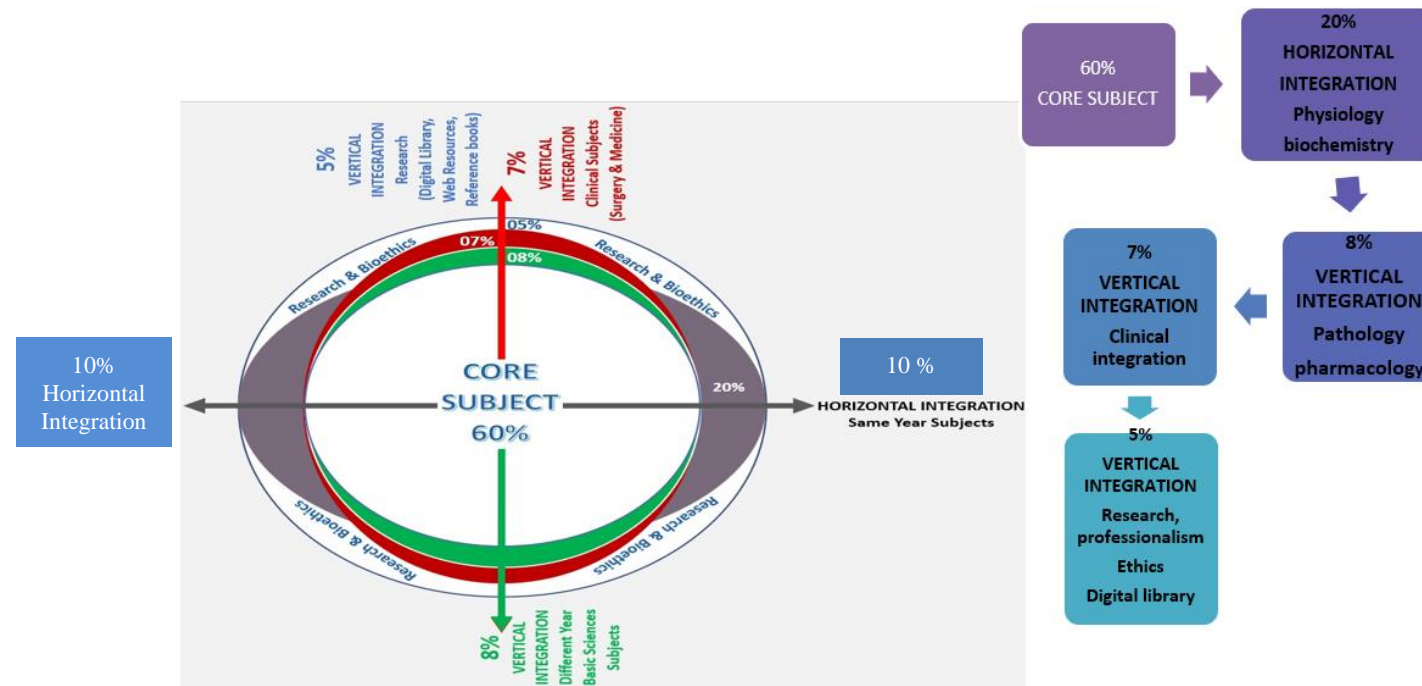 5%
VERTICAL
INTEGRATION
Research
(Digital Library,
Web Resources,
Reference books)
7%
VERTICAL
INTEGRATION
Clinical Subjects
(Surgery & Medicine)
05%
07%
08%
Research & Bioethics
Research & Bioethics
10%
Horizontal
Integration
CORE
SUBJECT
60%
20%
10 %
HORIZONTAL INTEGRATION
Same Year Subjects
Research & Bioethics
Research & Bioethics
8%
VERTICAL
INTEGRATION
Different Year
Basic Sciences
Subjects
60%
CORE SUBJECT
20%
HORIZONTAL
INTEGRATION
Physiology
biochemistry
8%
VERTICAL
INTEGRATION
Pathology
pharmacology
7%
VERTICAL
INTEGRATION
Clinical
integration
5%
VERTICAL
INTEGRATION
Research,
professionalism
Ethics
Digital library